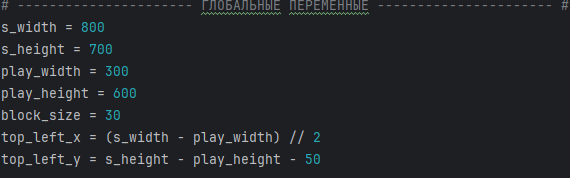 # ---------------------- ГЛОБАЛЬНЫЕ ПЕРЕМЕННЫЕ ---------------------- #
s_width = 800
s_height = 700
play_width = 300
play_height = 600
block_size = 30
top_left_x = (s_width - play_width) // 2
top_left_y = s_height - play_height - 50